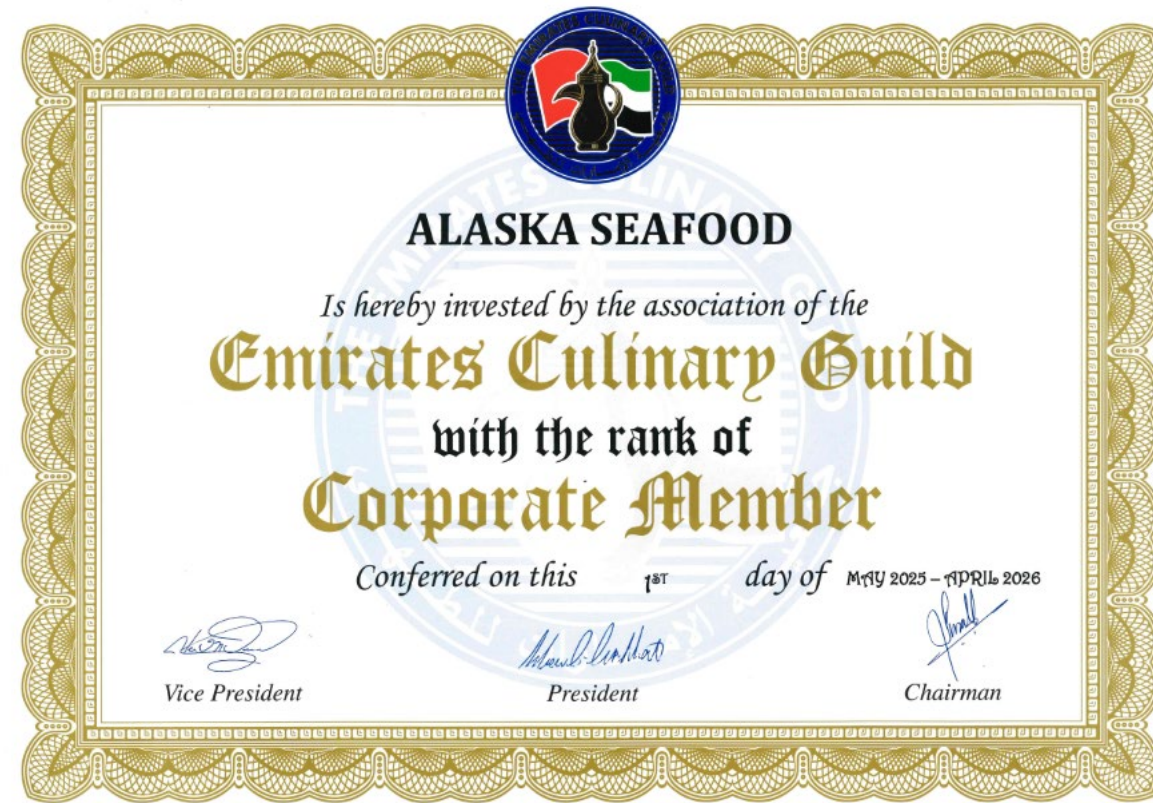 ALASKA SEAFOOD
Is hereby invested by the association of the
Emirates Culinary Guild
with the rank of
Corporate Member
Conferred on this 1ST day of MAY 2025 – APRIL 2026
Vice President President Chairman